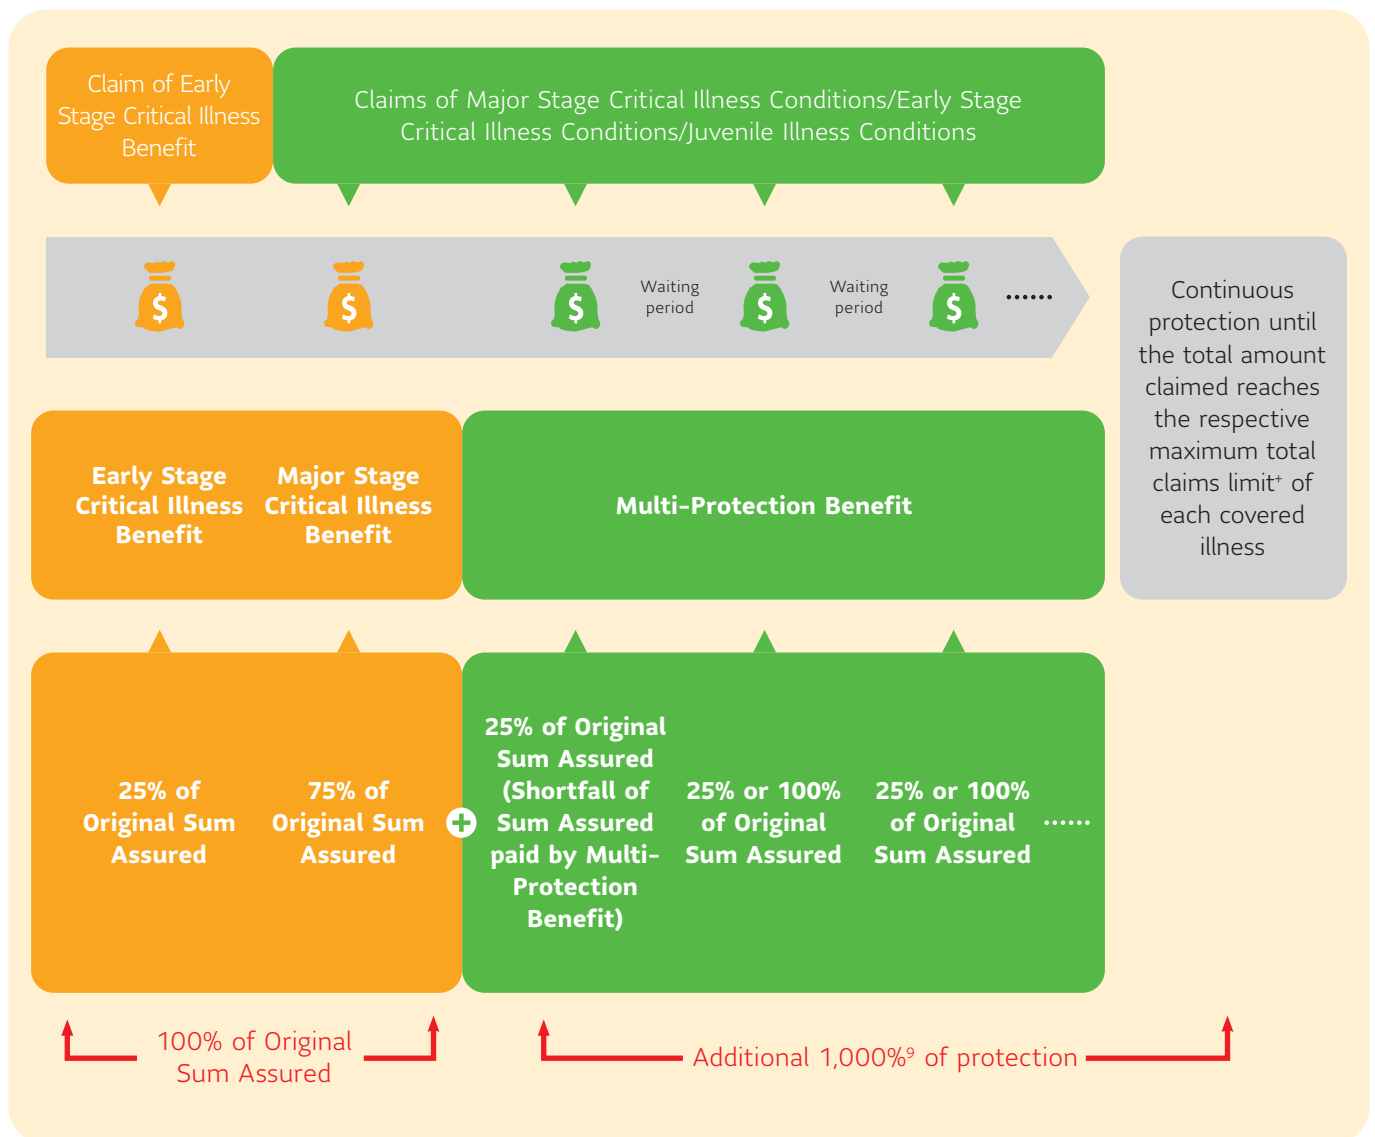 Claim of Early
Stage Critical Illness
Benefit
Claims of Major Stage Critical Illness Conditions/Early Stage
Critical Illness Conditions/Juvenile Illness Conditions
$
$
$
Waiting
period
$
Waiting
period
$
......
Continuous
protection until
the total amount
claimed reaches
the respective
maximum total
claims limit+ of
each covered
illness
Early Stage
Critical Illness
Benefit
Major Stage
Critical Illness
Benefit
Multi-Protection Benefit
25% of
Original Sum
Assured
75% of
Original Sum
Assured
+
25% of Original
Sum Assured
(Shortfall of
Sum Assured
paid by Multi-
Protection
Benefit)
25% or 100%
of Original
Sum Assured
25% or 100%
of Original
Sum Assured
......
100% of Original
Sum Assured
Additional 1,000%⁹ of protection